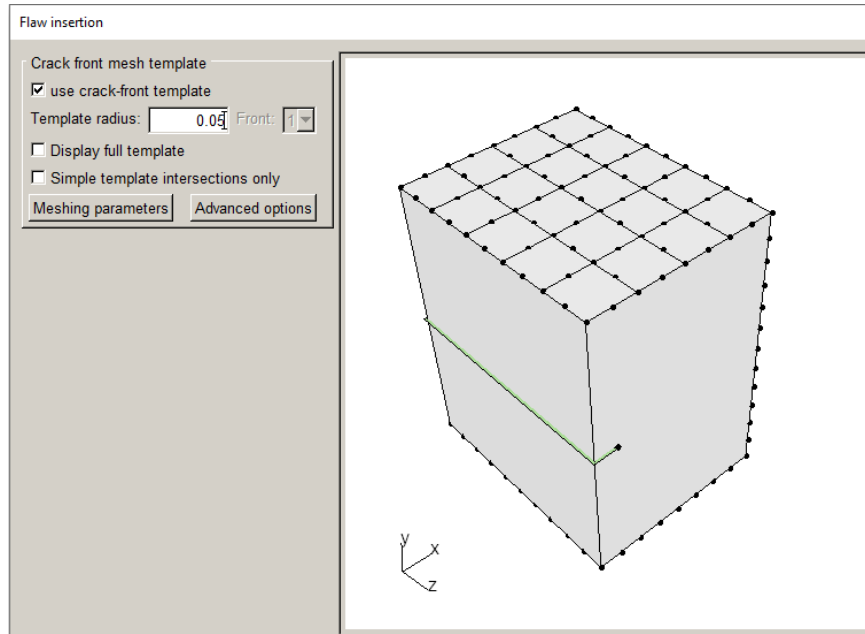 Flaw insertion
Crack front mesh template
use crack-front template
Template radius: 0.05 Front: 1
Display full template
Simple template intersections only
Meshing parameters Advanced options
y
x
z